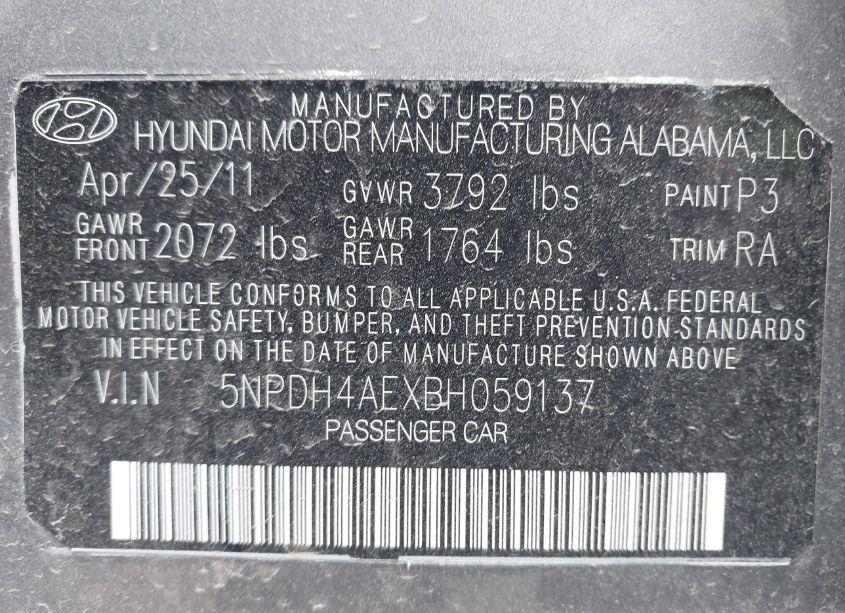 MANUFACTURED BY
HYUNDAI MOTOR MANUFACTURING ALABAMA, LLC
Apr/25/11 GVWR 3792 lbs PAINT P3
GAWR FRONT 2072 lbs GAWR REAR 1764 lbs TRIM RA
THIS VEHICLE CONFORMS TO ALL APPLICABLE U.S.A. FEDERAL
MOTOR VEHICLE SAFETY, BUMPER, AND THEFT PREVENTION STANDARDS
IN EFFECT ON THE DATE OF MANUFACTURE SHOWN ABOVE
V.I.N 5NPDH4AEXBH059137
PASSENGER CAR